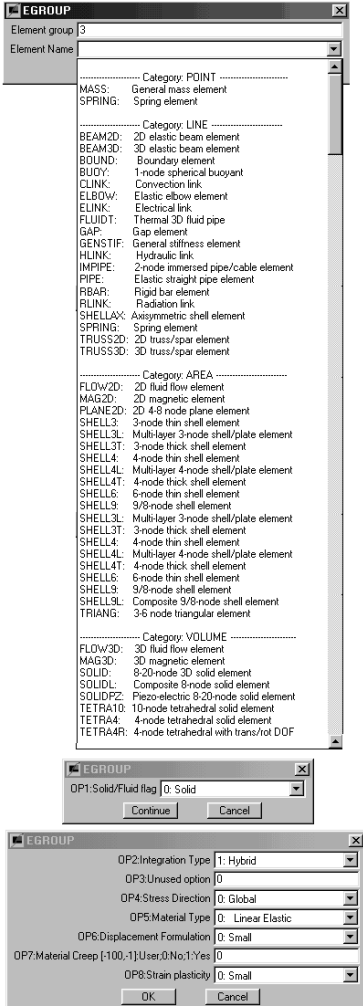 EGROUP
Element group 3
Element Name
-------------------- Category: POINT -----------------------
MASS: General mass element
SPRING: Spring element
-------------------- Category: LINE ------------------------
BEAM2D: 2D elastic beam element
BEAM3D: 3D elastic beam element
BOUND: Boundary element
BUOY: 1-node spherical buoyant
CLINK: Convection link
ELBOW: Elastic elbow element
ELINK: Electrical link
FLUIDT: Thermal 3D fluid pipe
GAP: Gap element
GENSTIF: General stiffness element
HLINK: Hydraulic link
IMPIPE: 2-node immersed pipe/cable element
PIPE: Elastic straight pipe element
RBAR: Rigid bar element
RLINK: Radiation link
SHELLAX: Axisymmetric shell element
SPRING: Spring element
TRUSS2D: 2D truss/spar element
TRUSS3D: 3D truss/spar element
-------------------- Category: AREA ------------------------
FLOW2D: 2D fluid flow element
MAG2D: 2D magnetic element
PLANE2D: 2D 4-8 node plane element
SHELL3: 3-node thin shell element
SHELL3L: Multi-layer 3-node shell/plate element
SHELL3T: 3-node thick shell element
SHELL4: 4-node thin shell element
SHELL4L: Multi-layer 4-node shell/plate element
SHELL4T: 4-node thick shell element
SHELL6: 6-node thin shell element
SHELL9: 9/8-node shell element
SHELL3L: Multi-layer 3-node shell/plate element
SHELL3T: 3-node thick shell element
SHELL4: 4-node thin shell element
SHELL4L: Multi-layer 4-node shell/plate element
SHELL4T: 4-node thick shell element
SHELL6: 6-node thin shell element
SHELL9: 9/8-node shell element
SHELL9L: Composite 9/8-node shell element
TRIANG: 3-6 node triangular element
-------------------- Category: VOLUME ----------------------
FLOW3D: 3D fluid flow element
MAG3D: 3D magnetic element
SOLID: 8-20-node 3D solid element
SOLIDL: Composite 8-node solid element
SOLIDPZ: Piezo-electric 8-20-node solid element
TETRA10: 10-node tetrahedral solid element
TETRA4: 4-node tetrahedral solid element
TETRA4R: 4-node tetrahedral with trans/rot DOF
EGROUP
OP1:Solid/Fluid flag 0: Solid
Continue Cancel
EGROUP
OP2:Integration Type 1: Hybrid
OP3:Unused option 0
OP4:Stress Direction 0: Global
OP5:Material Type 0: Linear Elastic
OP6:Displacement Formulation 0: Small
OP7:Material Creep [-100,-1]:User;0:No;1:Yes 0
OP8:Strain plasticity 0: Small
OK Cancel